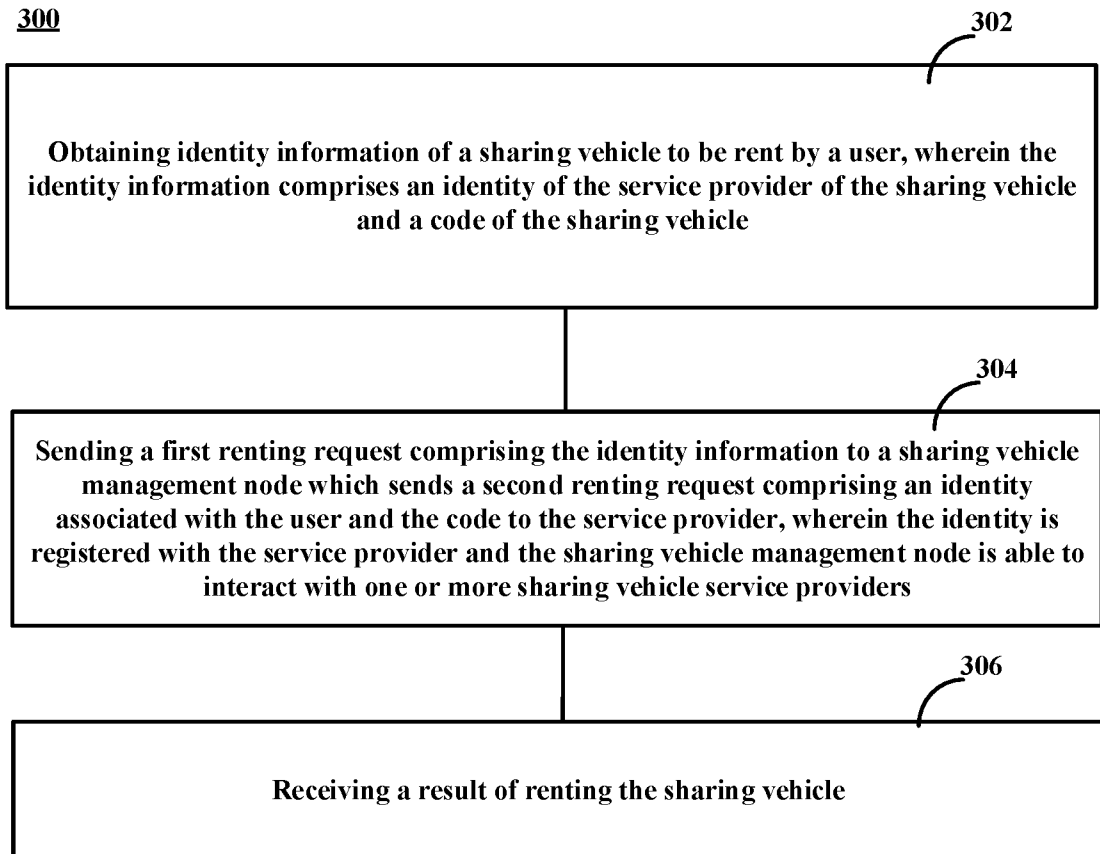 300
302
Obtaining identity information of a sharing vehicle to be rent by a user, wherein the
identity information comprises an identity of the service provider of the sharing vehicle
and a code of the sharing vehicle
304
Sending a first renting request comprising the identity information to a sharing vehicle
management node which sends a second renting request comprising an identity
associated with the user and the code to the service provider, wherein the identity is
registered with the service provider and the sharing vehicle management node is able to
interact with one or more sharing vehicle service providers
306
Receiving a result of renting the sharing vehicle